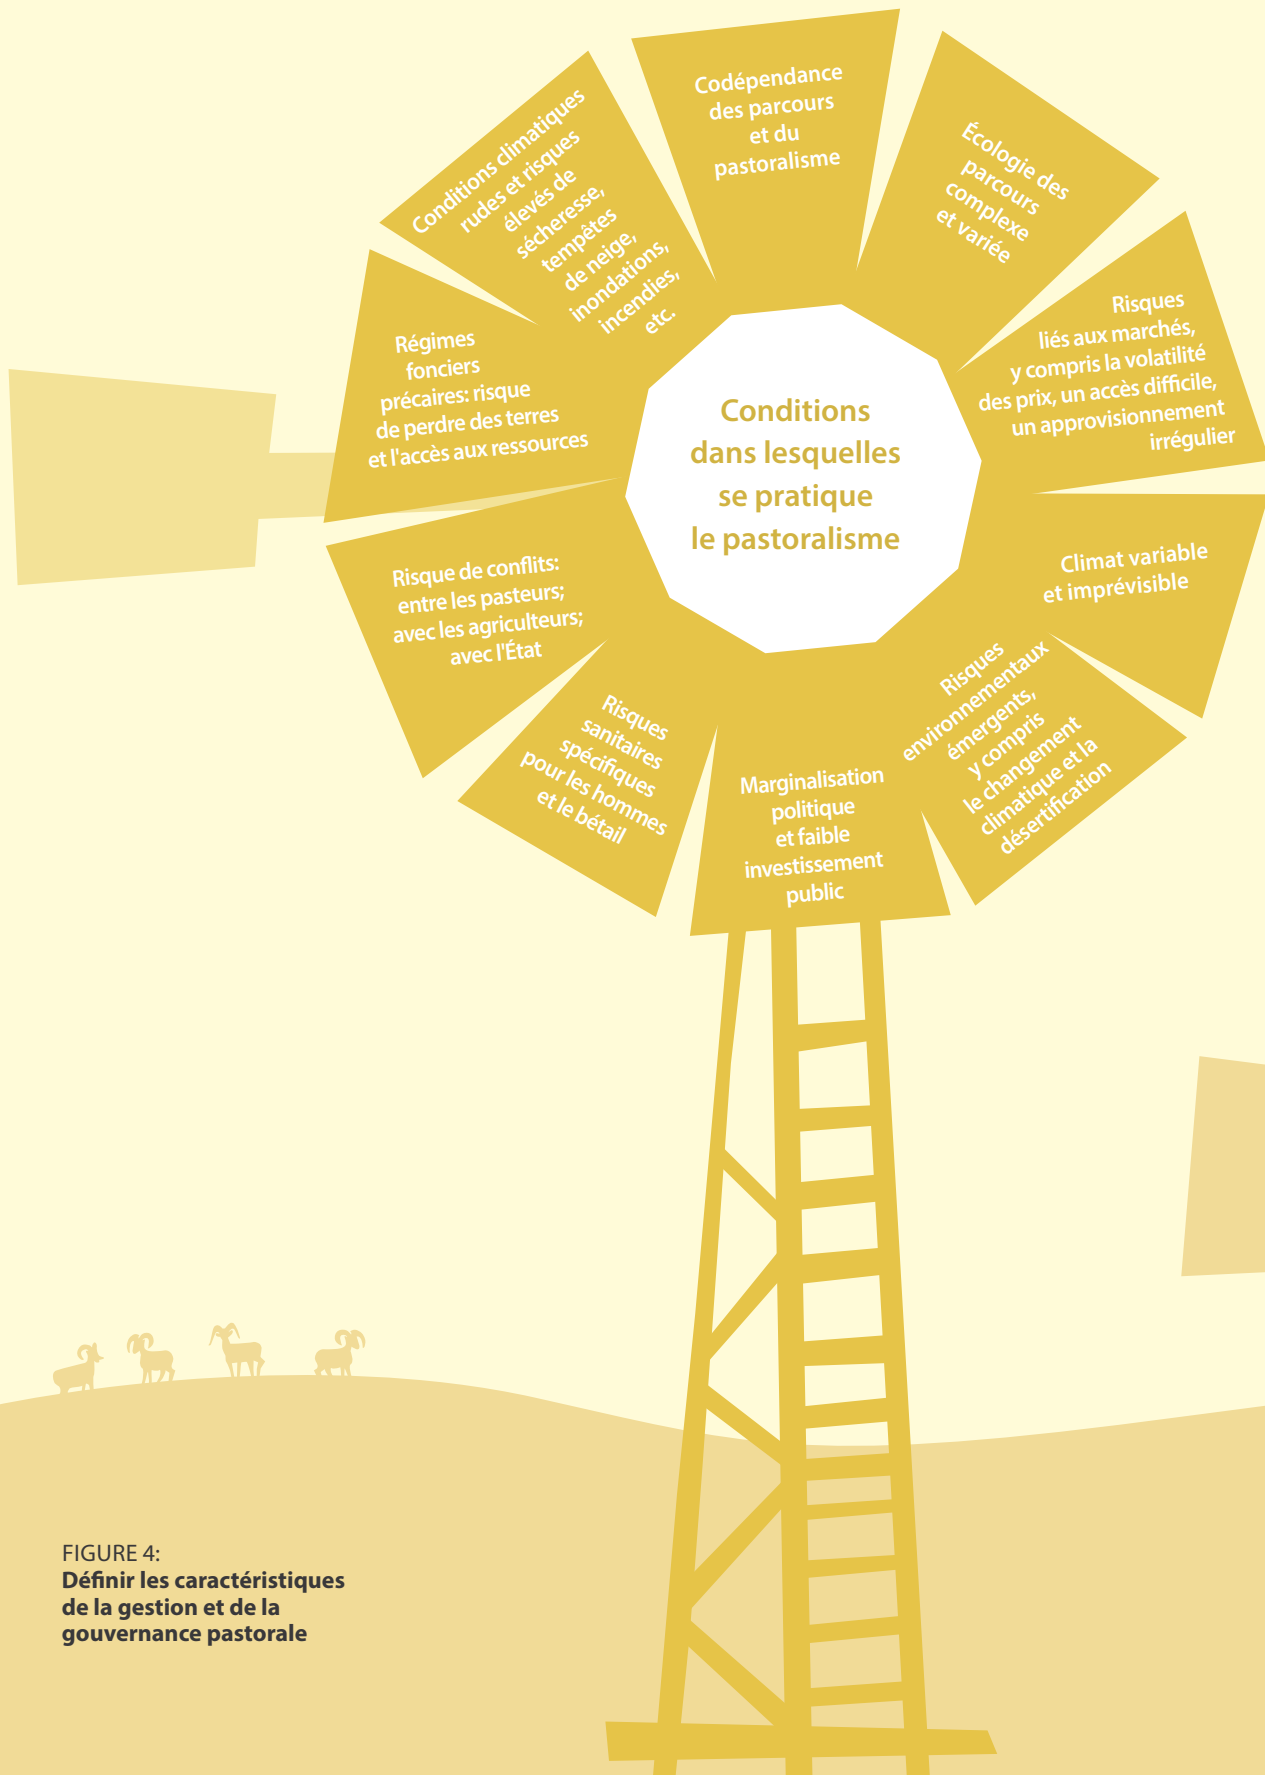 Codépendance
des parcours
et du
pastoralisme
Écologie des
parcours
complexe
et variée
Risques
liés aux marchés,
y compris la volatilité
des prix, un accès difficile,
un approvisionnement
irrégulier
Climat variable
et imprévisible
Risques
environnementaux
émergents,
y compris
le changement
climatique et la
désertification
Marginalisation
politique
et faible
investissement
public
Risques
sanitaires
spécifiques
pour les hommes
et le bétail
Risque de conflits:
entre les pasteurs;
avec les agriculteurs;
avec l'État
Régimes
fonciers
précaires: risque
de perdre des terres
et l'accès aux ressources
Conditions climatiques
rudes et risques
élevés de
sécheresse,
tempêtes
de neige,
inondations,
incendies,
etc.
Conditions
dans lesquelles
se pratique
le pastoralisme
FIGURE 4:
Définir les caractéristiques
de la gestion et de la
gouvernance pastorale